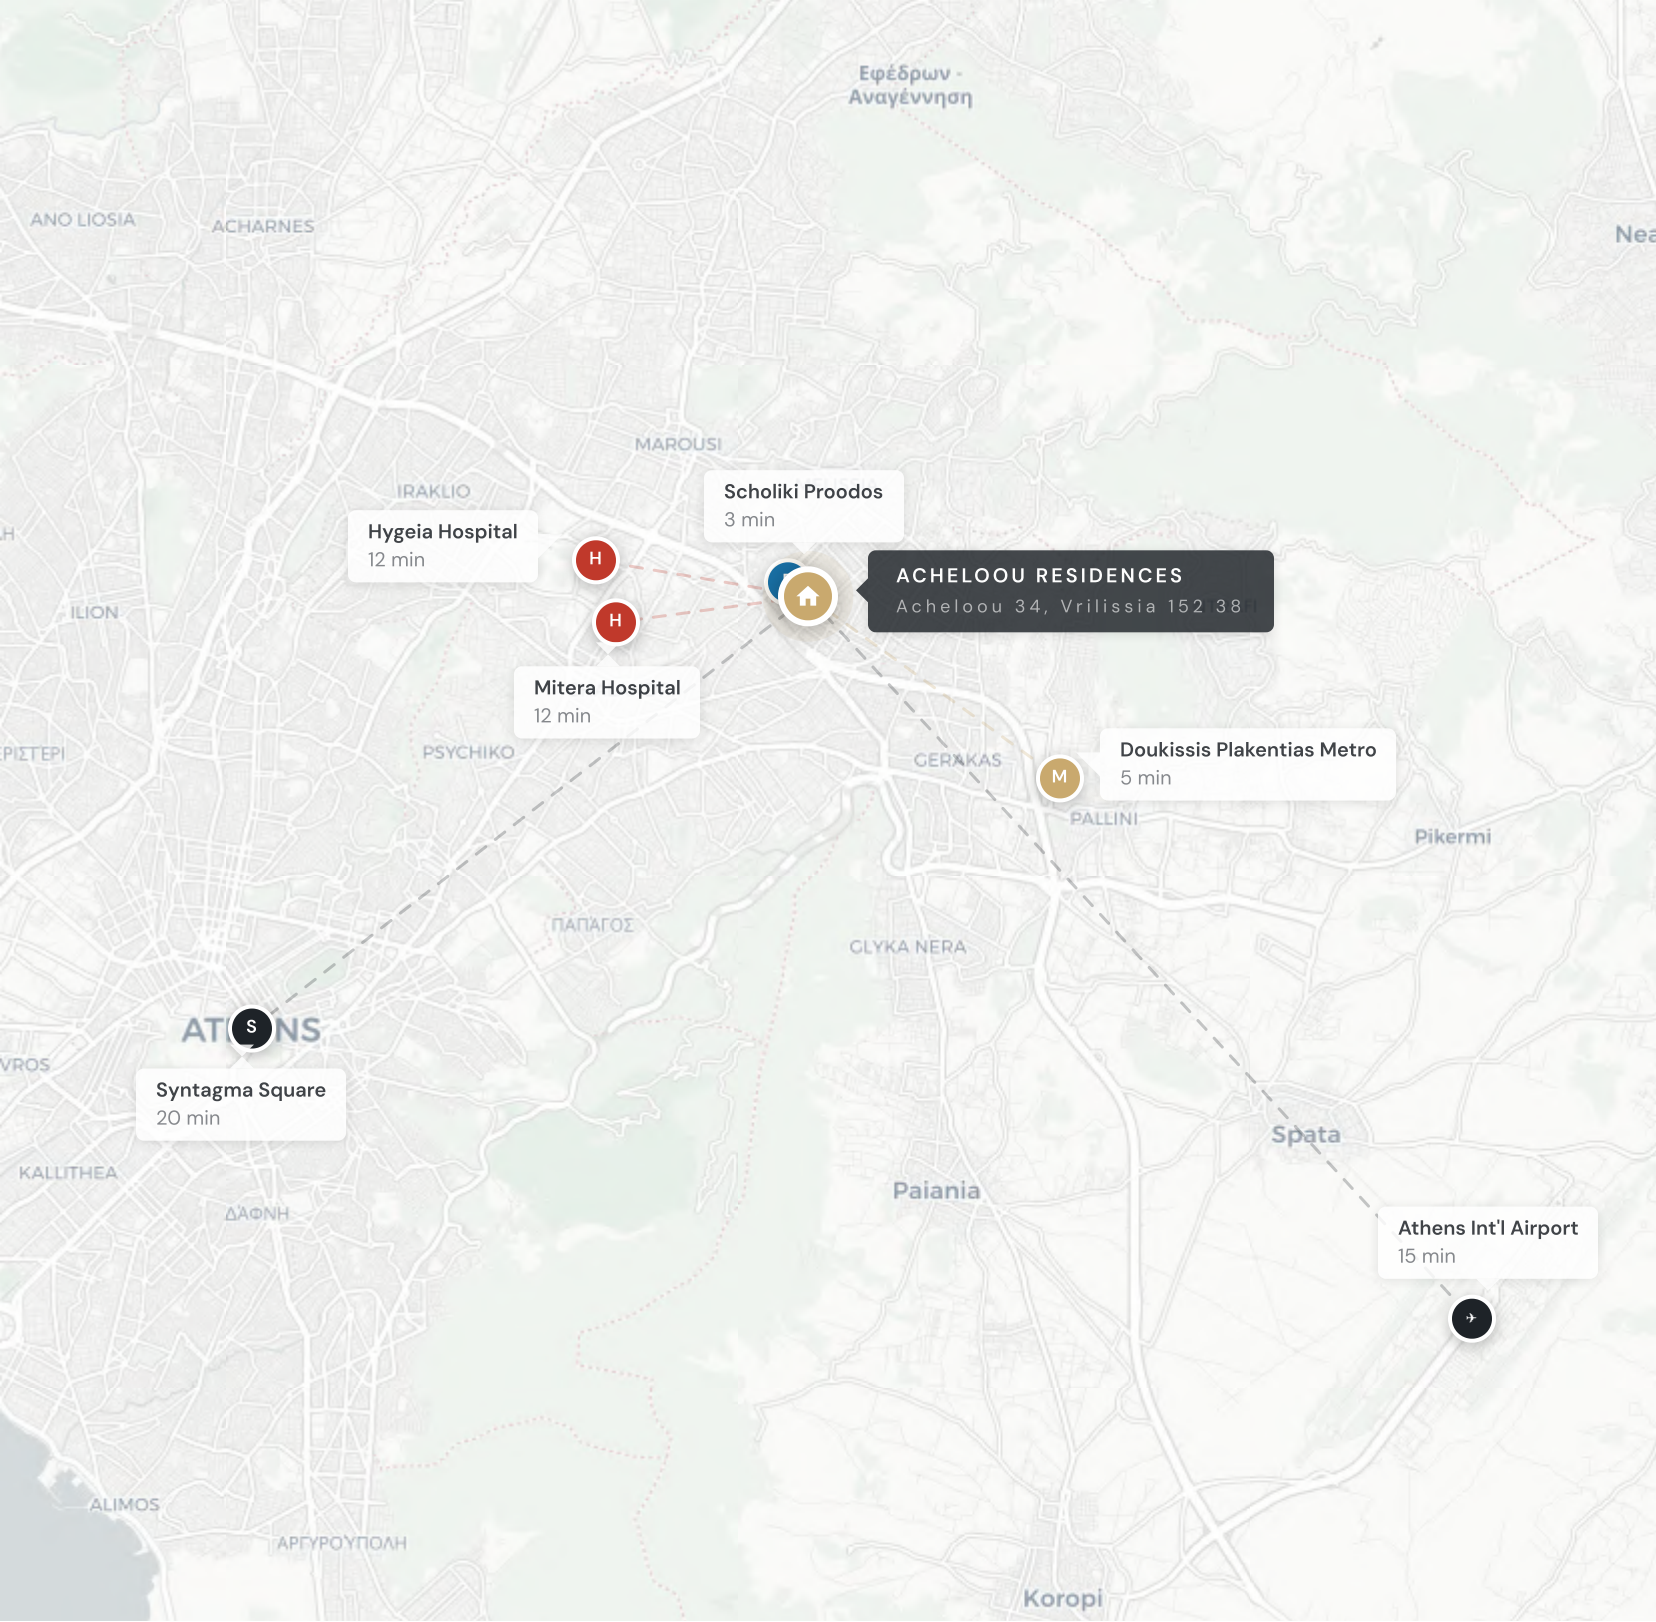 Εφέδρων -
Αναγέννηση
ANO LIOSIA
ACHARNES
Nea
MAROUSI
IRAKLIO
Scholiki Proodos
3 min
Hygeia Hospital
12 min
H
ACHELOOU RESIDENCES
Acheloou 34, Vrilissia 152 38
ILION
H
Mitera Hospital
12 min
ΕΡΙΣΤΕΡΙ
PSYCHIKO
GERAKAS
Doukissis Plakentias Metro
5 min
M
PALLINI
Pikermi
ΠΑΠΑΓΟΣ
GLYKA NERA
S
VROS
Syntagma Square
20 min
Spata
KALLITHEA
Paiania
ΔΑΦΝΗ
Athens Int'l Airport
15 min
ALIMOS
ΑΡΓΥΡΟΥΠΟΛΗ
Koropi